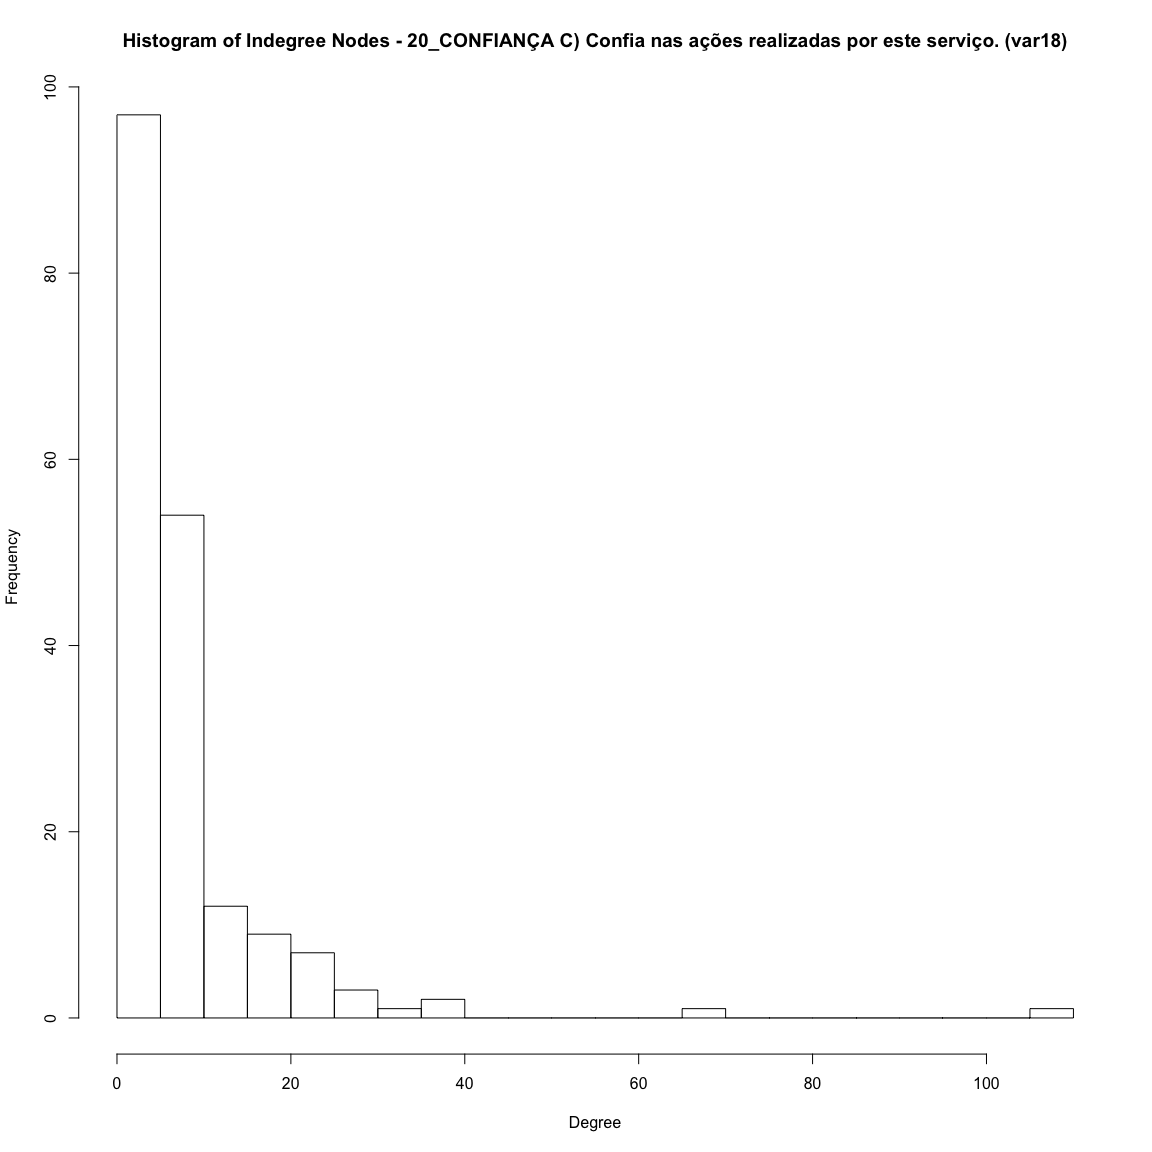 Histogram of Indegree Nodes - 20_CONFIANÇA C) Confia nas ações realizadas por este serviço. (var18)
100
80
60
40
20
0
Frequency
0 20 40 60 80 100
Degree